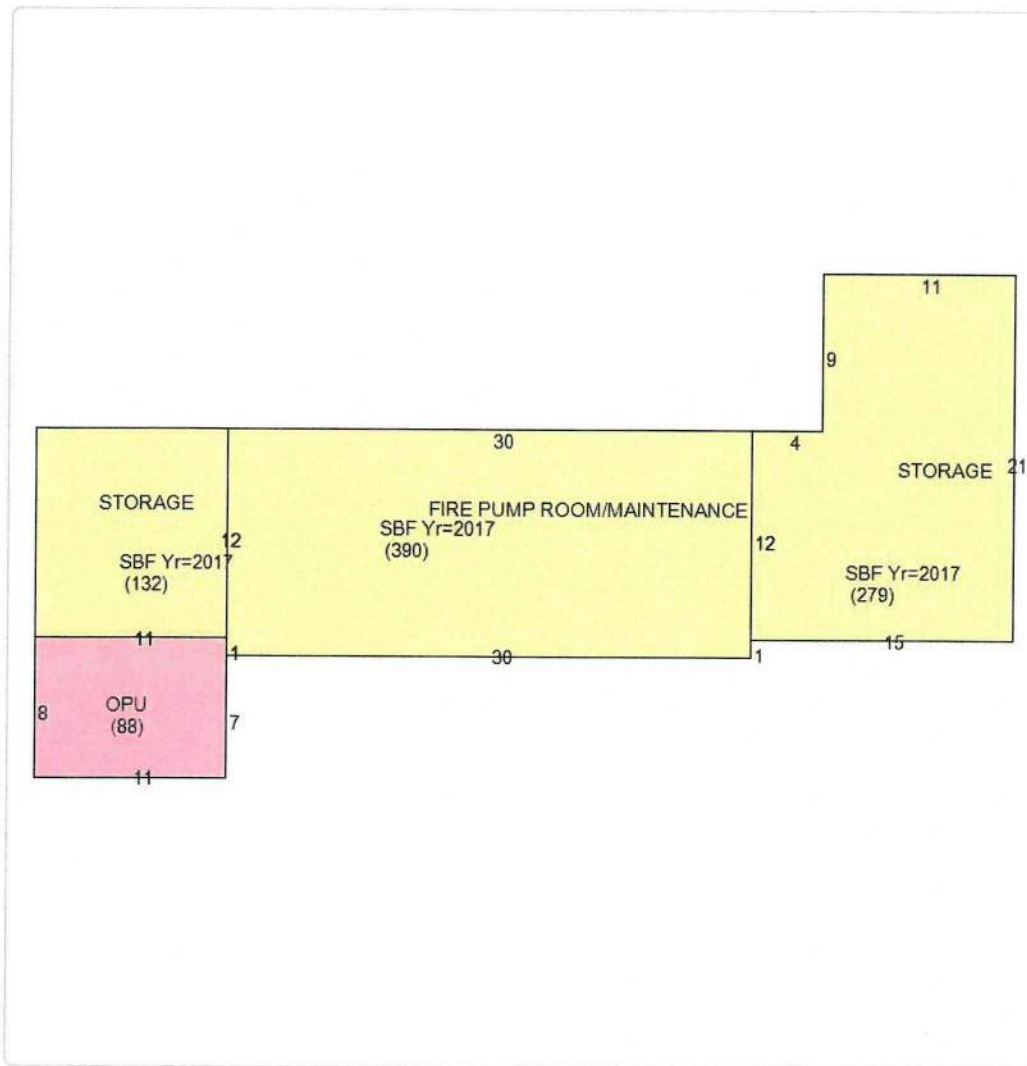 11
9
30
4
STORAGE
21
STORAGE
FIRE PUMP ROOM/MAINTENANCE
SBF Yr=2017
(390)
12
12
SBF Yr=2017
(132)
SBF Yr=2017
(279)
11
1
30
1
15
OPU
(88)
8
7
11